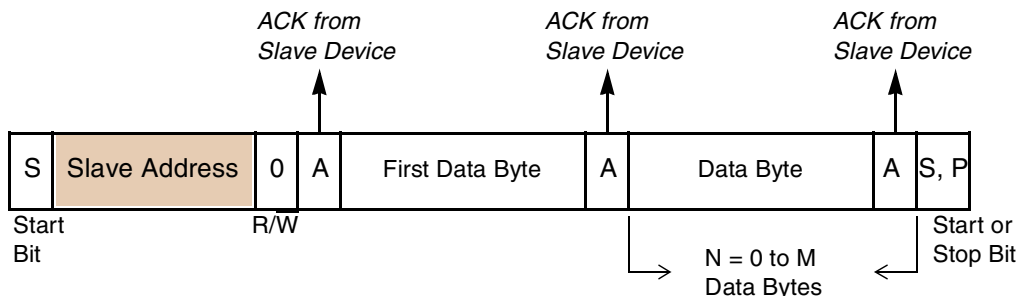 ACK from
Slave Device
ACK from
Slave Device
ACK from
Slave Device
S
Slave Address
0
A
First Data Byte
A
Data Byte
A
S, P
Start
Bit
R/W
N = 0 to M
Data Bytes
Start or
Stop Bit